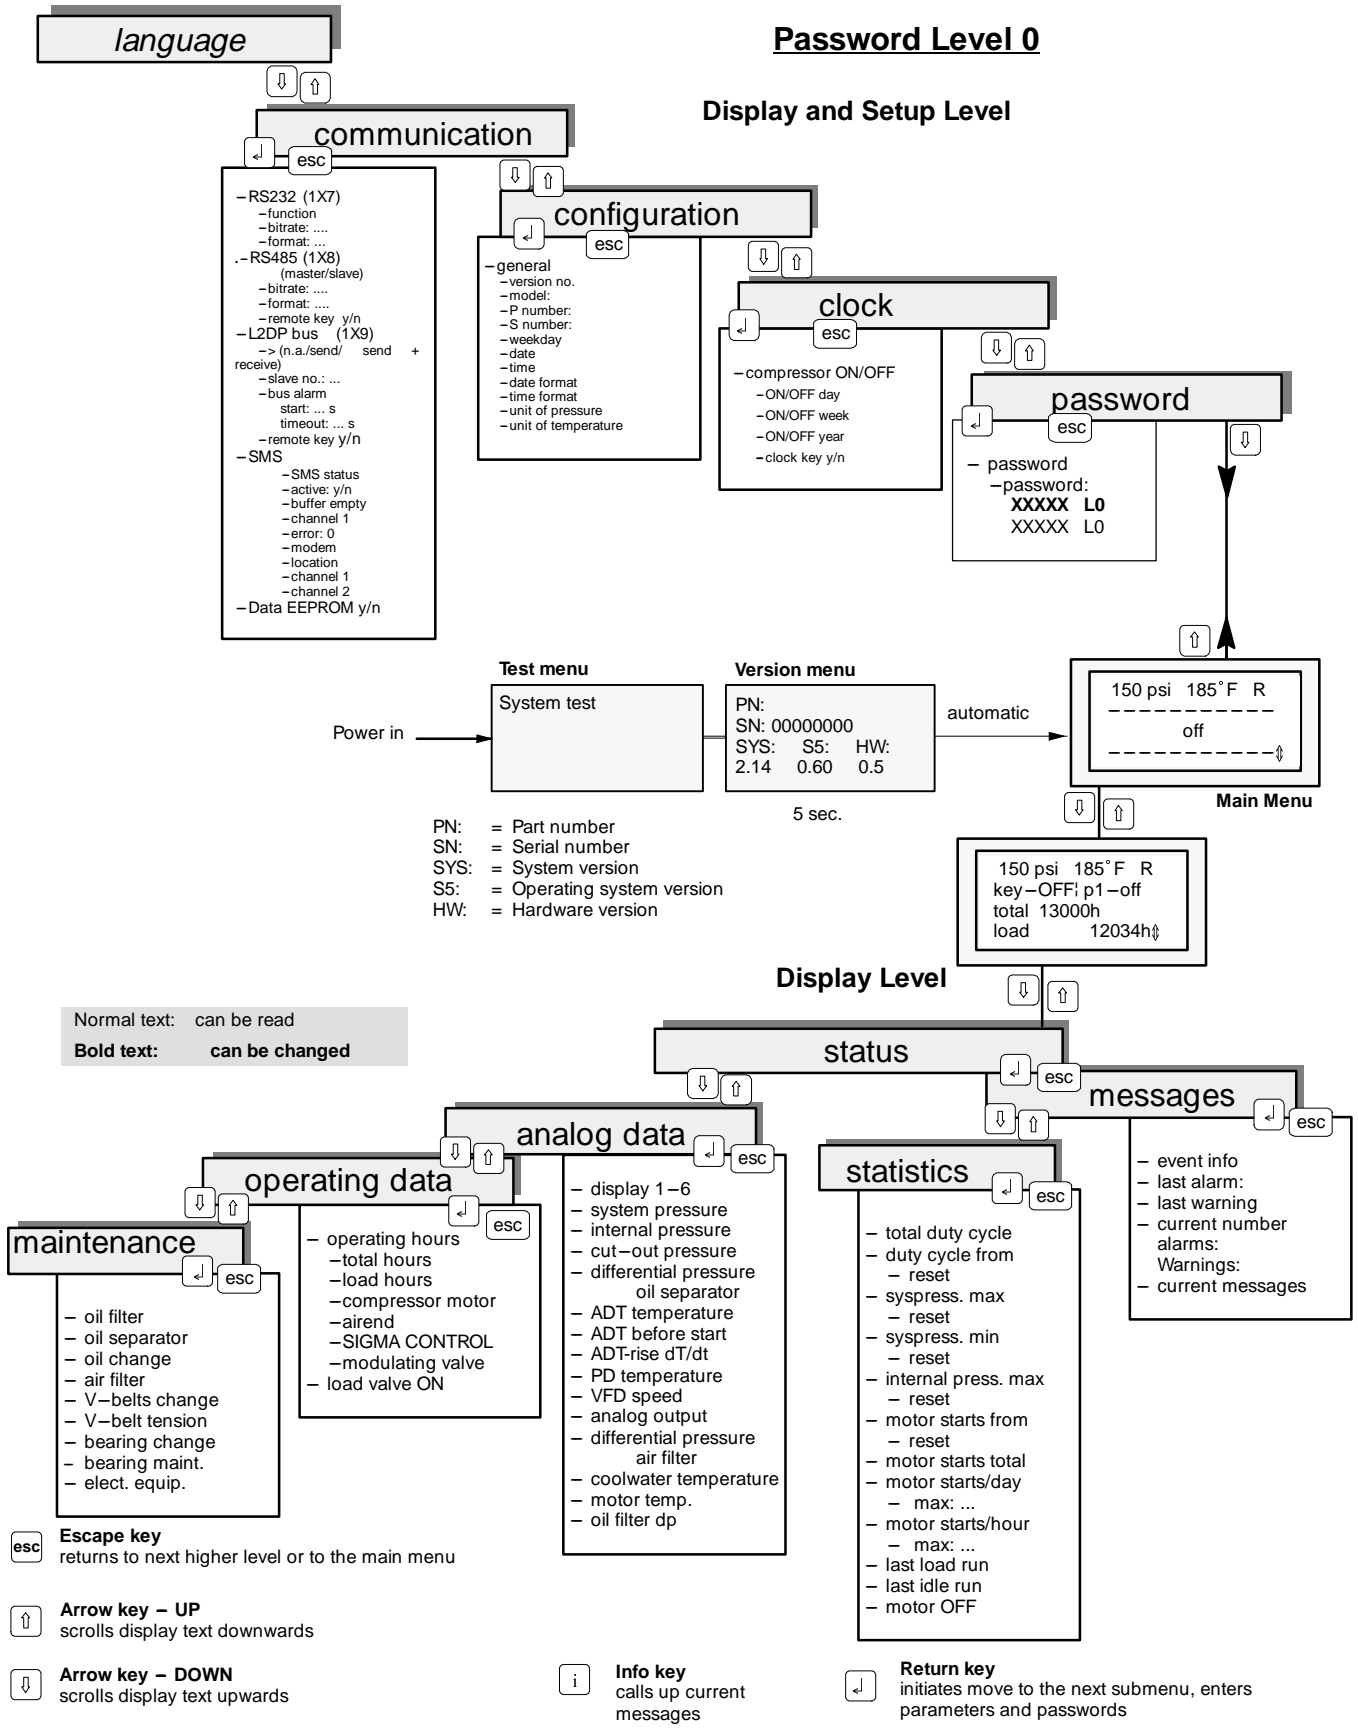 language
Password Level 0
Display and Setup Level
communication
esc
–RS232 (1X7)
–function
–bitrate: ....
–format: ...
.–RS485 (1X8)
(master/slave)
–bitrate: ....
–format: ....
–remote key y/n
–L2DP bus (1X9)
–> (n.a./send/ send +
receive)
–slave no.: ...
–bus alarm
start: ... s
timeout: ... s
–remote key y/n
–SMS
–SMS status
–active: y/n
–buffer empty
–channel 1
–error: 0
–modem
–location
–channel 1
–channel 2
–Data EEPROM y/n
configuration
esc
–general
–version no.
–model:
–P number:
–S number:
–weekday
–date
–time
–date format
–time format
–unit of pressure
–unit of temperature
clock
esc
–compressor ON/OFF
–ON/OFF day
–ON/OFF week
–ON/OFF year
–clock key y/n
password
esc
– password
–password:
XXXXX L0
XXXXX L0
Test menu
System test
Version menu
PN:
SN: 00000000
SYS: S5: HW:
2.14 0.60 0.5
Power in
automatic
5 sec.
150 psi 185°F R
– – – – – – – – – – –
off
– – – – – – – – – – –
Main Menu
PN: = Part number
SN: = Serial number
SYS: = System version
S5: = Operating system version
HW: = Hardware version
150 psi 185°F R
key–OFF¦ p1–off
total 13000h
load 12034h
Display Level
Normal text: can be read
Bold text: can be changed
status
esc
messages
esc
– event info
– last alarm:
– last warning
– current number
alarms:
Warnings:
– current messages
statistics
esc
– total duty cycle
– duty cycle from
– reset
– syspress. max
– reset
– syspress. min
– reset
– internal press. max
– reset
– motor starts from
– reset
– motor starts total
– motor starts/day
– max: ...
– motor starts/hour
– max: ...
– last load run
– last idle run
– motor OFF
analog data
esc
– display 1–6
– system pressure
– internal pressure
– cut–out pressure
– differential pressure
oil separator
– ADT temperature
– ADT before start
– ADT-rise dT/dt
– PD temperature
– VFD speed
– analog output
– differential pressure
air filter
– coolwater temperature
– motor temp.
– oil filter dp
operating data
esc
– operating hours
–total hours
–load hours
–compressor motor
–airend
–SIGMA CONTROL
–modulating valve
– load valve ON
maintenance
esc
– oil filter
– oil separator
– oil change
– air filter
– V–belts change
– V–belt tension
– bearing change
– bearing maint.
– elect. equip.
esc
Escape key
returns to next higher level or to the main menu
Arrow key – UP
scrolls display text downwards
Arrow key – DOWN
scrolls display text upwards
i
Info key
calls up current
messages
Return key
initiates move to the next submenu, enters
parameters and passwords